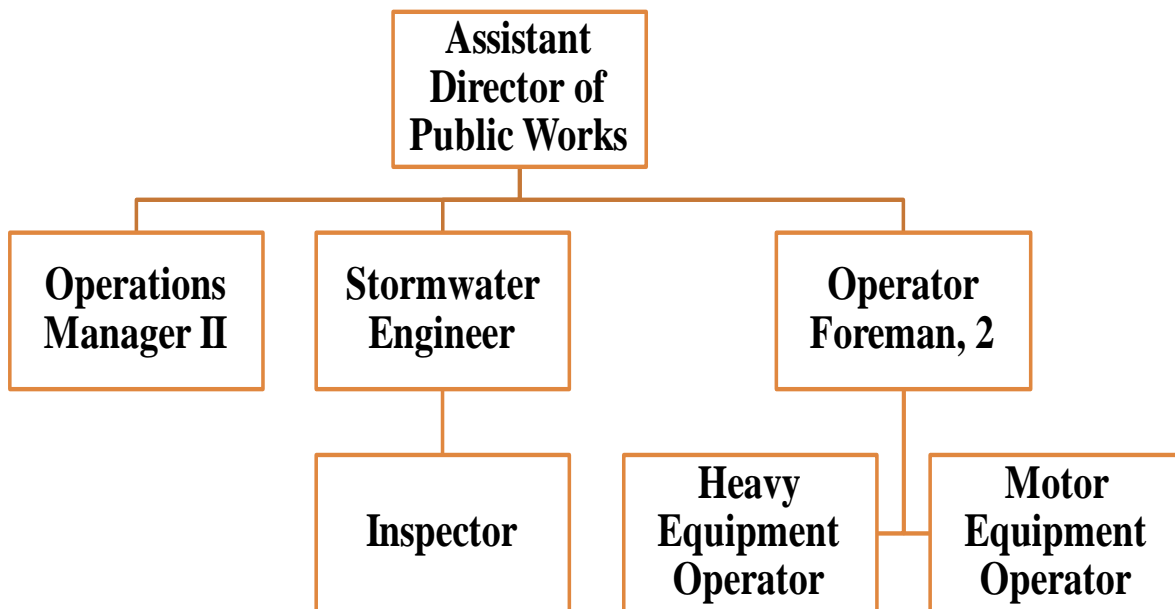 Assistant
Director of
Public Works
Operations
Manager II
Stormwater
Engineer
Operator
Foreman, 2
Inspector
Heavy
Equipment
Operator
Motor
Equipment
Operator